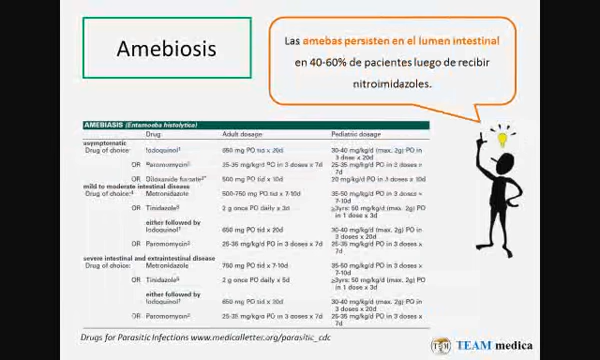 Amebiosis
Las amebas persisten en el lumen intestinal
en 40-60% de pacientes luego de recibir
nitroimidazoles.
AMEBIASIS (Entamoeba histolytica)
Drug Adult dosage Pediatric dosage
asymptomatic
Drug of choice: Iodoquinol 650 mg PO tid x 20d 30-40 mg/kg/d (max. 2g) PO in
3 doses x 20d
OR Paromomycin 25-35 mg/kg/d PO in 3 doses x 7d 25-35 mg/kg/d PO in 3 doses x
7d
OR Diloxanide furoate 500 mg PO tid x 10d 20 mg/kg/d PO in 3 doses x 10d
mild to moderate intestinal disease
Drug of choice: Metronidazole 500-750 mg PO tid x 7-10d 35-50 mg/kg/d PO in 3 doses x
7-10d
OR Tinidazole 2 g once PO daily x 3d ≥3yrs: 50 mg/kg/d (max. 2g) PO
in 1 dose x 3d
either followed by
Iodoquinol 650 mg PO tid x 20d 30-40 mg/kg/d (max. 2g) PO in
3 doses x 20d
OR Paromomycin 25-35 mg/kg/d PO in 3 doses x 7d 25-35 mg/kg/d PO in 3 doses x
7d
severe intestinal and extraintestinal disease
Drug of choice: Metronidazole 750 mg PO tid x 7-10d 35-50 mg/kg/d PO in 3 doses x
7-10d
OR Tinidazole 2 g once PO daily x 5d ≥3yrs: 50 mg/kg/d (max. 2g) PO
in 1 dose x
either followed by
Iodoquinol 650 mg PO tid x 20d 30-40 mg/kg/d (max. 2g) PO in
3 doses x 20d
OR Paromomycin 25-35 mg/kg/d PO in 3 doses x 7d 25-35 mg/kg/d PO in 3 doses x
7d
Drugs for Parasitic Infections www.medicalletter.org/parasitic_cdc
TEAM medica